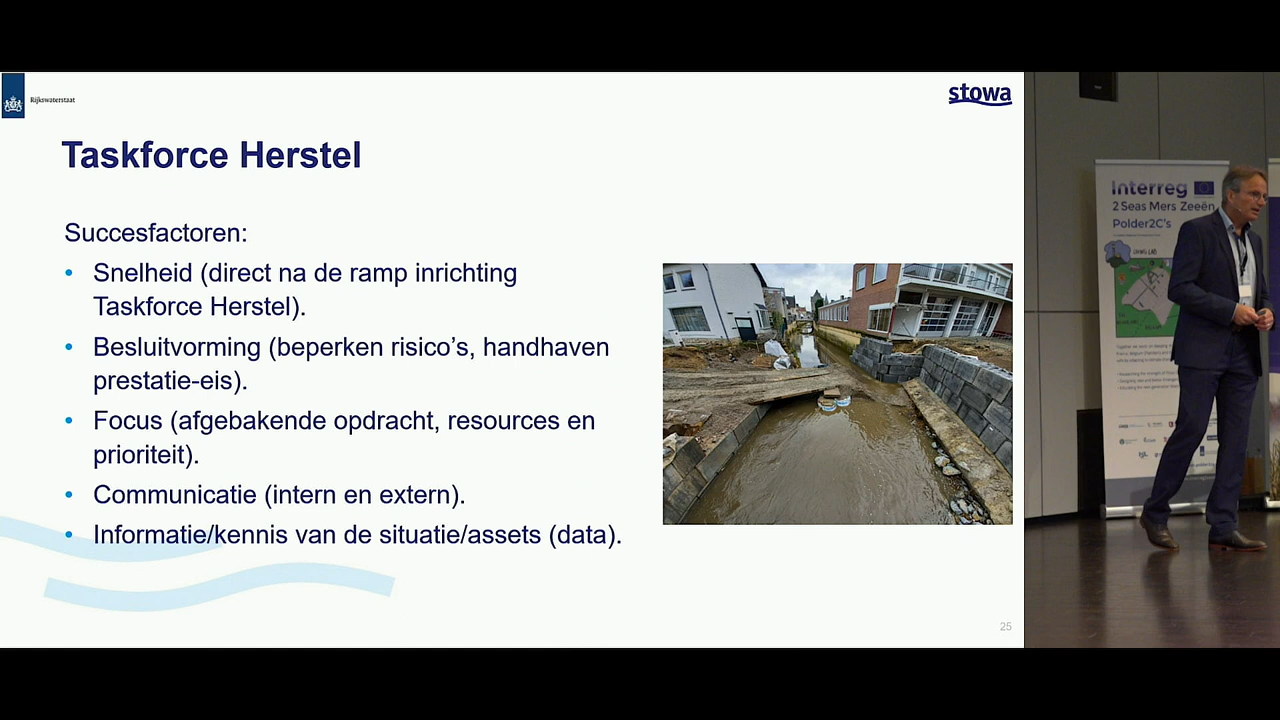 Rijkswaterstaat
stowa
Taskforce Herstel
Succesfactoren:
• Snelheid (direct na de ramp inrichting
Taskforce Herstel).
• Besluitvorming (beperken risico’s, handhaven
prestatie-eis).
• Focus (afgebakende opdracht, resources en
prioriteit).
• Communicatie (intern en extern).
• Informatie/kennis van de situatie/assets (data).
25
Interreg
2 Seas Mers Zeeën
Polder2C's
LIVING LAB